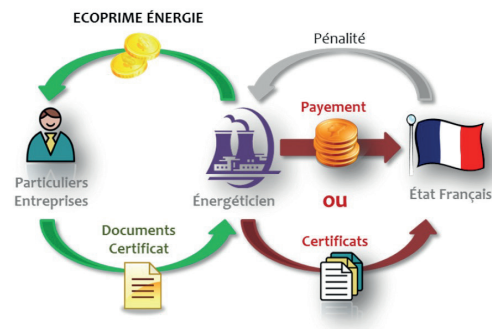 ECOPRIME ÉNERGIE
Pénalité
Payement
Particuliers
Entreprises
Énergéticien
ou
État Français
Documents
Certificat
Certificats